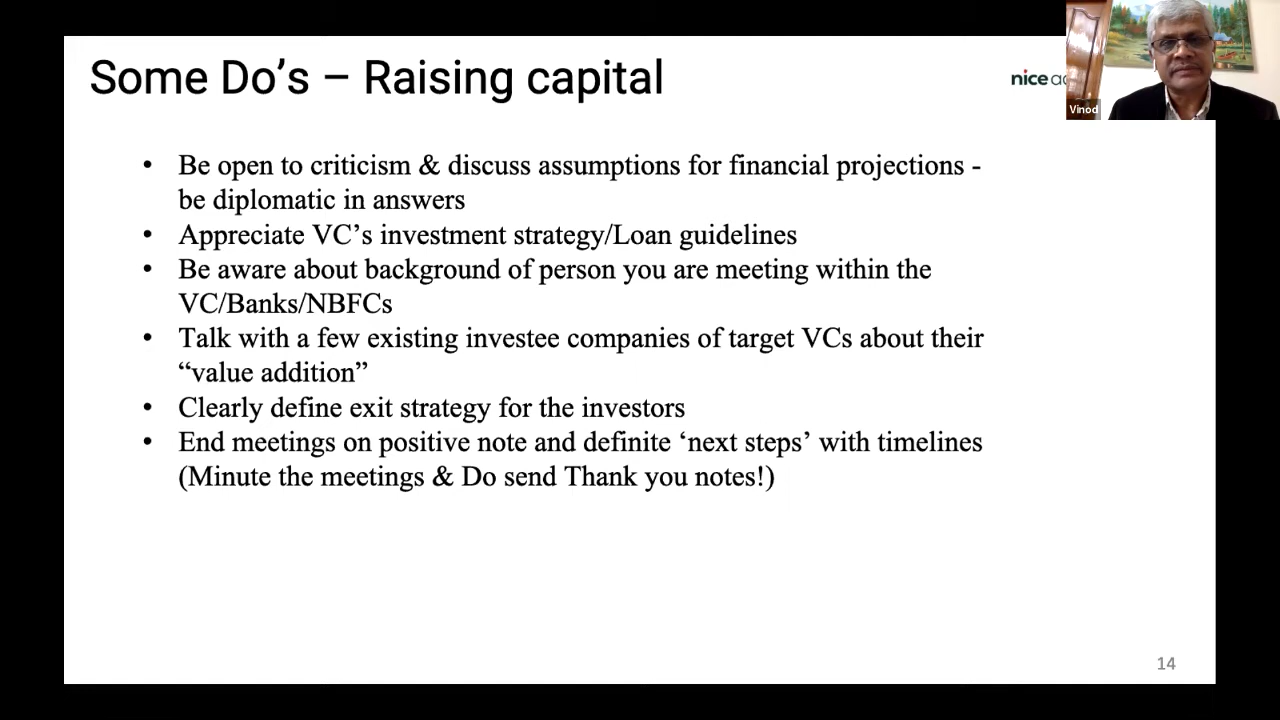 Some Do’s – Raising capital
nice
Vinod
• Be open to criticism & discuss assumptions for financial projections -
be diplomatic in answers
• Appreciate VC’s investment strategy/Loan guidelines
• Be aware about background of person you are meeting within the
VC/Banks/NBFCs
• Talk with a few existing investee companies of target VCs about their
“value addition”
• Clearly define exit strategy for the investors
• End meetings on positive note and definite ‘next steps’ with timelines
(Minute the meetings & Do send Thank you notes!)
14